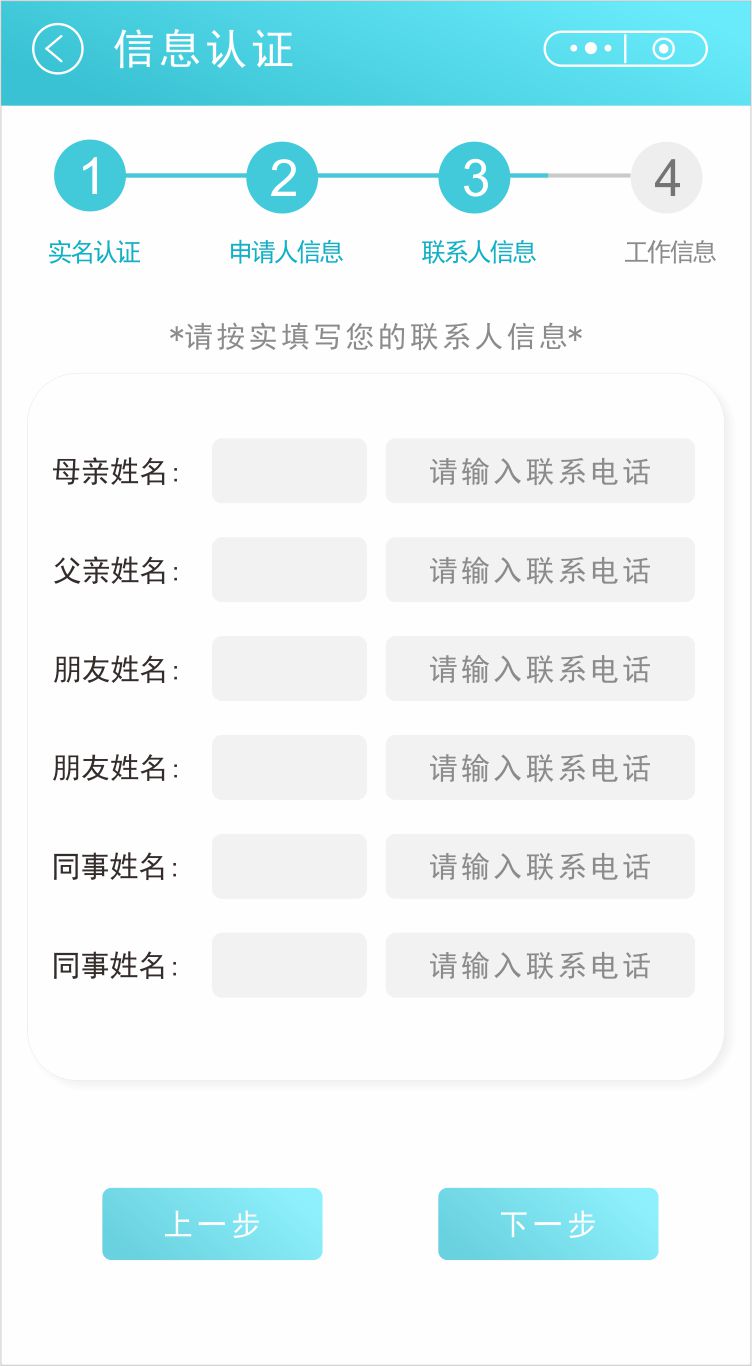 信息认证
1 2 3 4
实名认证 申请人信息 联系人信息 工作信息
*请按实填写您的联系人信息*
母亲姓名: 请输入联系电话
父亲姓名: 请输入联系电话
朋友姓名: 请输入联系电话
朋友姓名: 请输入联系电话
同事姓名: 请输入联系电话
同事姓名: 请输入联系电话
上一步 下一步